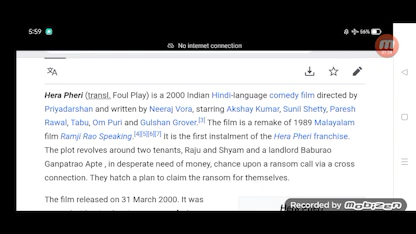 5:59
56%
No internet connection
Hera Pheri (transl. Foul Play) is a 2000 Indian Hindi-language comedy film directed by
Priyadarshan and written by Neeraj Vora, starring Akshay Kumar, Sunil Shetty, Paresh
Rawal, Tabu, Om Puri and Gulshan Grover.[3] The film is a remake of 1989 Malayalam
film Ramji Rao Speaking.[4][5][6][7] It is the first instalment of the Hera Pheri franchise.
The plot revolves around two tenants, Raju and Shyam and a landlord Baburao
Ganpatrao Apte , in desperate need of money, chance upon a ransom call via a cross
connection. They hatch a plan to claim the ransom for themselves.
The film released on 31 March 2000. It was
Recorded by MOBIZEN